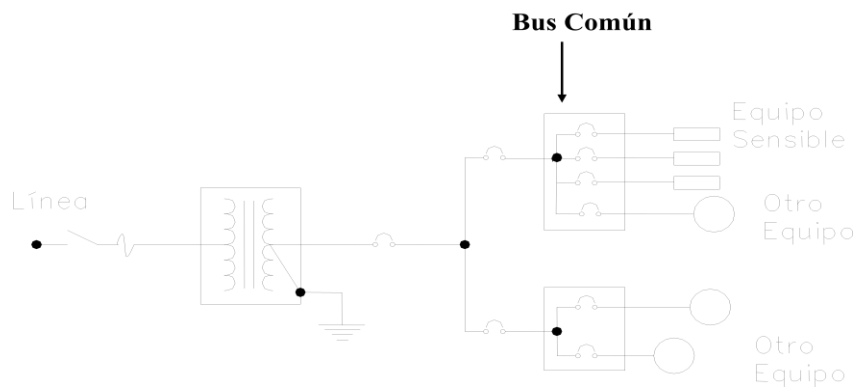 Bus Común
Equipo
Sensible
Línea
Otro
Equipo
Otro
Equipo